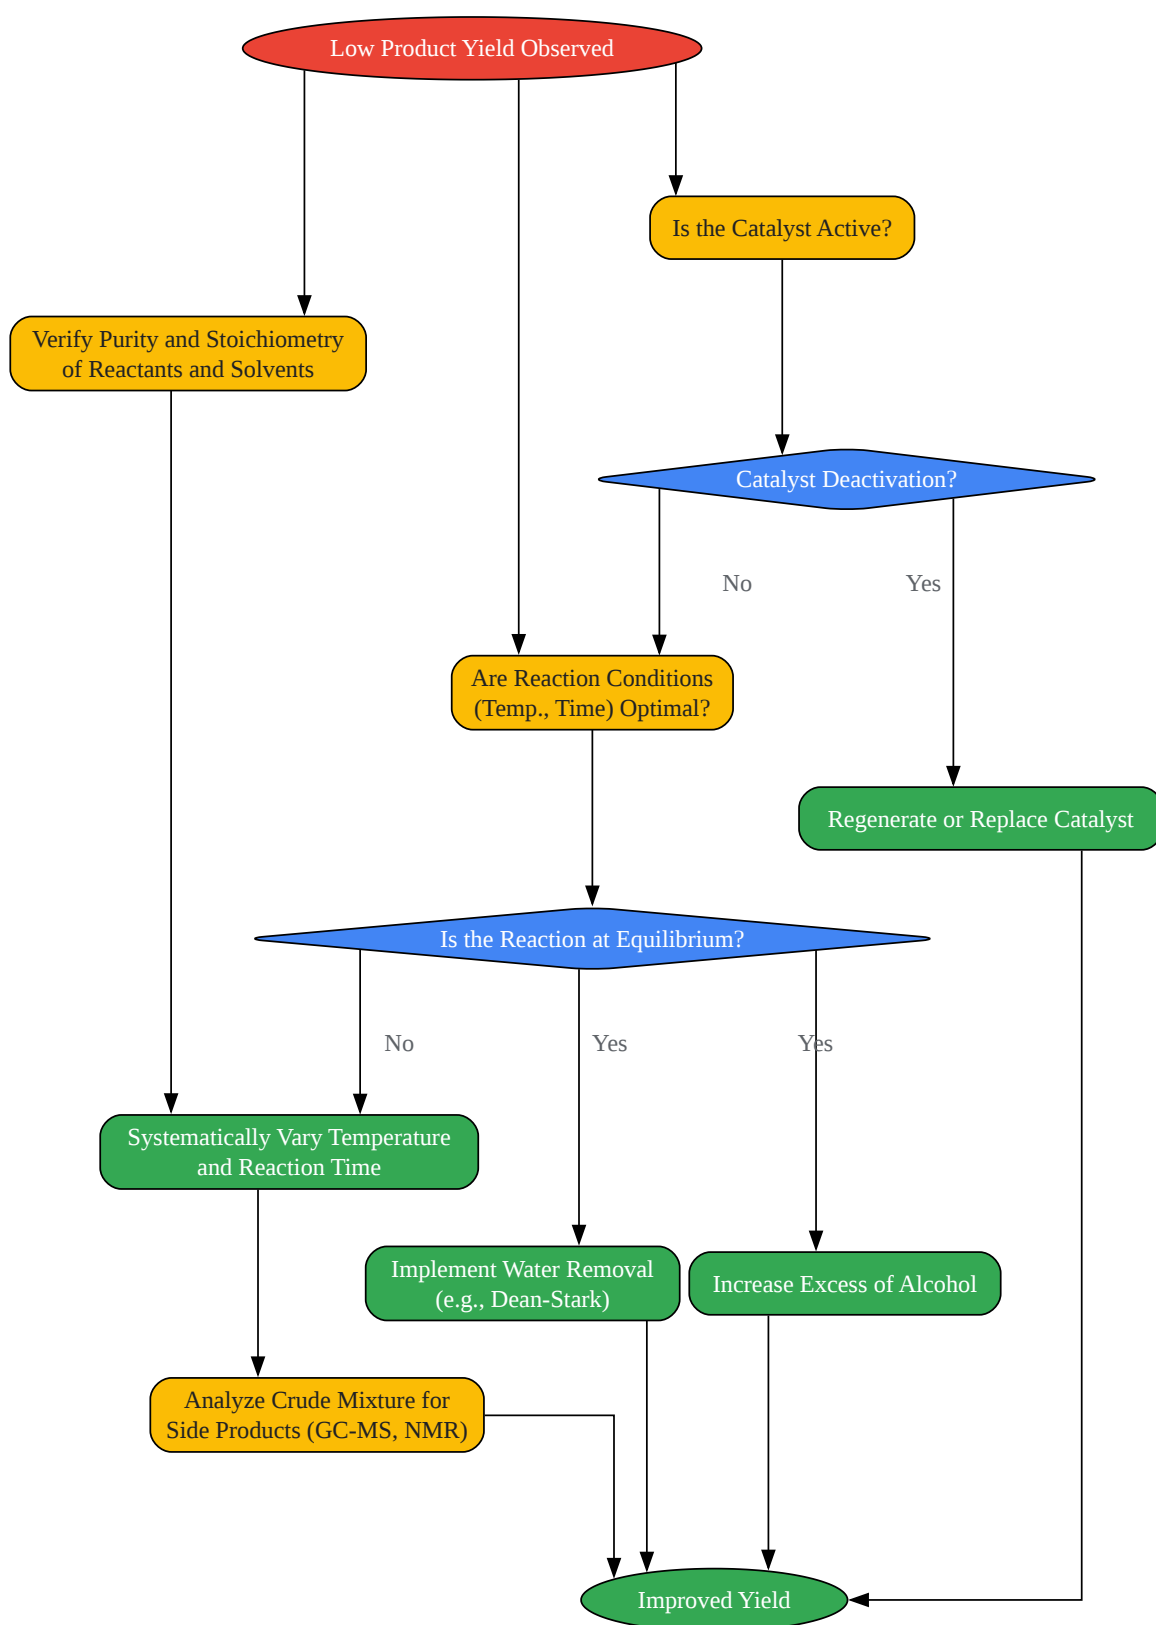 Low Product Yield Observed
Is the Catalyst Active?
Verify Purity and Stoichiometry
of Reactants and Solvents
Catalyst Deactivation?
No
Yes
Are Reaction Conditions
(Temp., Time) Optimal?
Regenerate or Replace Catalyst
Is the Reaction at Equilibrium?
No
Yes
Yes
Systematically Vary Temperature
and Reaction Time
Implement Water Removal
(e.g., Dean-Stark)
Increase Excess of Alcohol
Analyze Crude Mixture for
Side Products (GC-MS, NMR)
Improved Yield